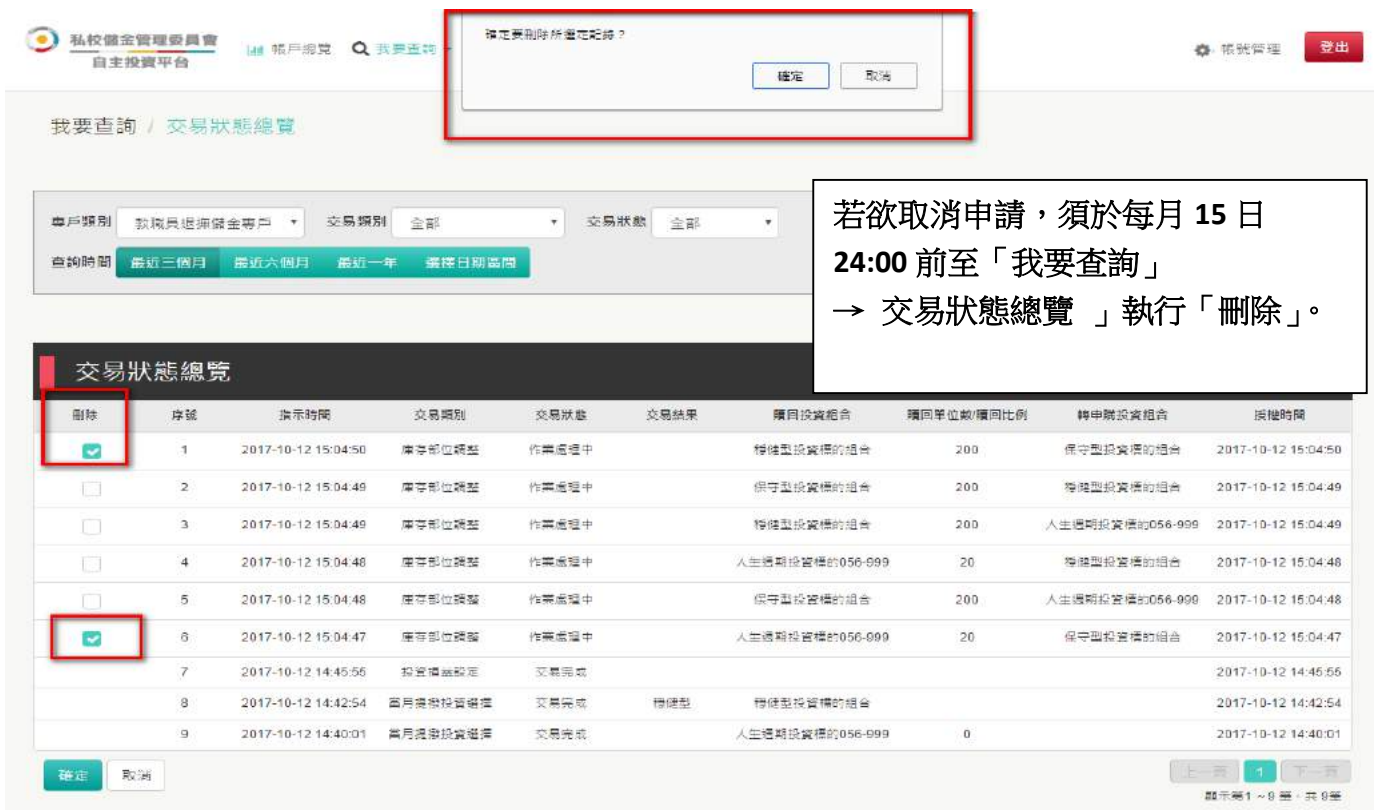 確定要刪除所選定記錄？
確定 取消
私校儲金管理委員會
自主投資平台
帳戶總覽 我要查詢
帳號管理 登出
我要查詢 / 交易狀態總覽
專戶類別 教職員退撫儲金專戶 交易類別 全部 交易狀態 全部
查詢時間 最近三個月 最近六個月 最近一年 選擇日期區間
若欲取消申請，須於每月 15 日
24:00 前至「我要查詢」
→ 交易狀態總覽 」執行「刪除」。
交易狀態總覽
刪除 序號 指示時間 交易類別 交易狀態 交易結果 贖回投資組合 贖回單位數/贖回比例 轉申購投資組合 授權時間
1 2017-10-12 15:04:50 庫存部位調整 作業處理中 穩健型投資標的組合 200 保守型投資標的組合 2017-10-12 15:04:50
2 2017-10-12 15:04:49 庫存部位調整 作業處理中 保守型投資標的組合 200 穩健型投資標的組合 2017-10-12 15:04:49
3 2017-10-12 15:04:49 庫存部位調整 作業處理中 穩健型投資標的組合 200 人生週期投資標的056-999 2017-10-12 15:04:49
4 2017-10-12 15:04:48 庫存部位調整 作業處理中 人生週期投資標的056-999 20 穩健型投資標的組合 2017-10-12 15:04:48
5 2017-10-12 15:04:48 庫存部位調整 作業處理中 保守型投資標的組合 200 人生週期投資標的056-999 2017-10-12 15:04:48
6 2017-10-12 15:04:47 庫存部位調整 作業處理中 人生週期投資標的056-999 20 保守型投資標的組合 2017-10-12 15:04:47
7 2017-10-12 14:45:55 投資損益設定 交易完成 2017-10-12 14:45:55
8 2017-10-12 14:42:54 當月提撥投資選擇 交易完成 穩健型 穩健型投資標的組合 2017-10-12 14:42:54
9 2017-10-12 14:40:01 當月提撥投資選擇 交易完成 人生週期投資標的056-999 0 2017-10-12 14:40:01
確定 取消
上一頁 1 下一頁
顯示第1 ~ 9 筆，共 9筆